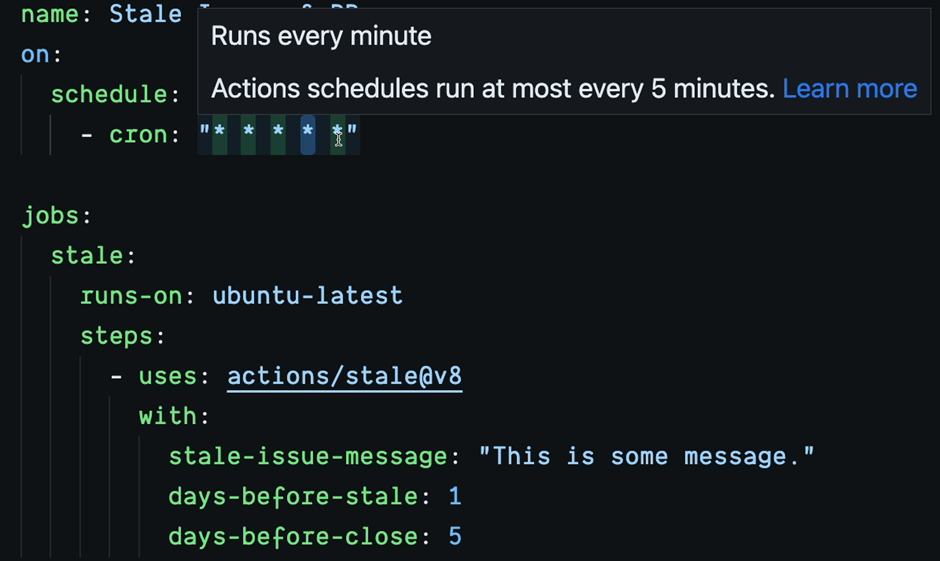 name: Stale
Runs every minute
on:
Actions schedules run at most every 5 minutes. Learn more
schedule:
- cron: "* * * * *"
jobs:
stale:
runs-on: ubuntu-latest
steps:
- uses: actions/stale@v8
with:
stale-issue-message: "This is some message."
days-before-stale: 1
days-before-close: 5